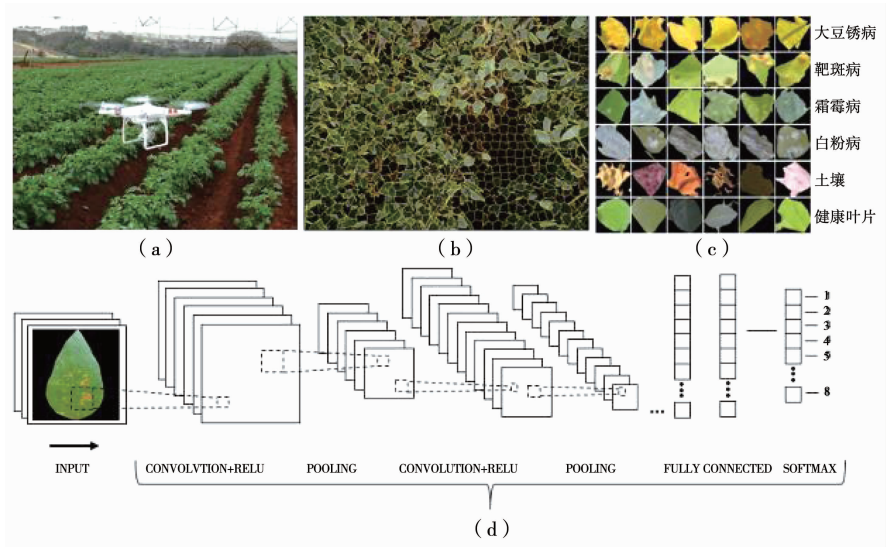 大豆锈病
靶斑病
霜霉病
白粉病
土壤
健康叶片
(a)
(b)
(c)
1
2
3
4
5
8
INPUT
CONVOLVTION+RELU
POOLING
CONVOLUTION+RELU
POOLING
FULLY CONNECTED
SOFTMAX
(d)